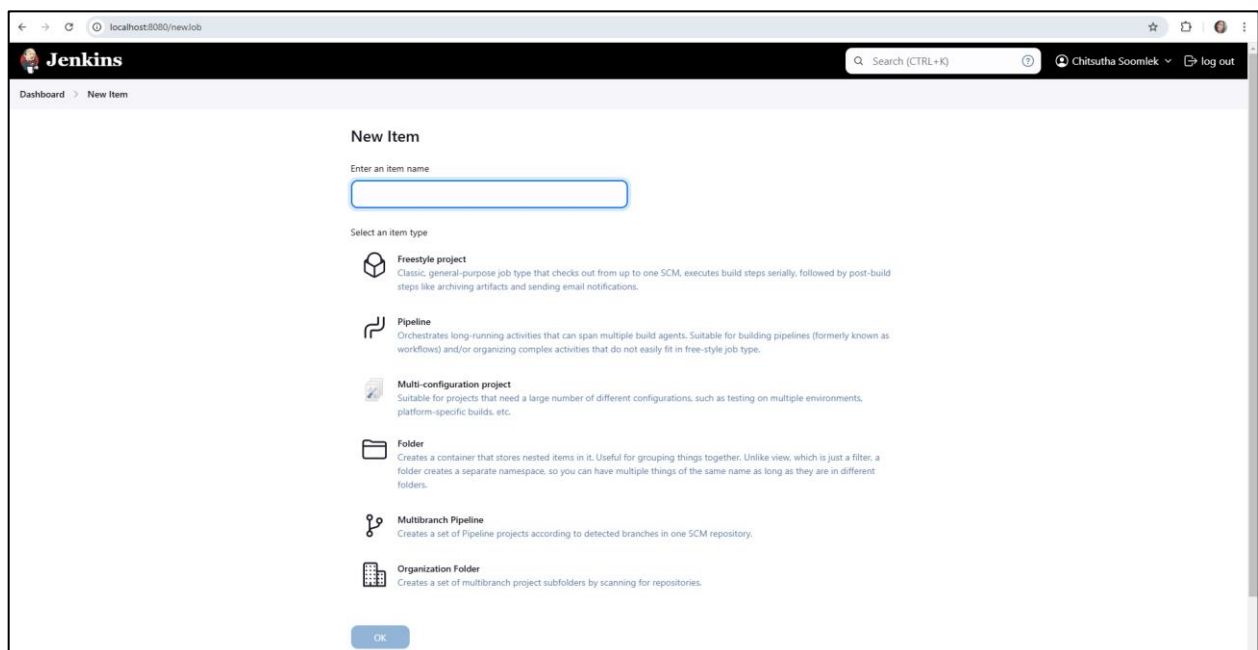 localhost:8080/newJob
Jenkins
Search (CTRL+K)
Chitsutha Soomlek
log out
Dashboard > New Item
New Item
Enter an item name
Select an item type
Freestyle project
Classic, general-purpose job type that checks out from up to one SCM, executes build steps serially, followed by post-build
steps like archiving artifacts and sending email notifications.
Pipeline
Orchestrates long-running activities that can span multiple build agents. Suitable for building pipelines (formerly known as
workflows) and/or organizing complex activities that do not easily fit in free-style job type.
Multi-configuration project
Suitable for projects that need a large number of different configurations, such as testing on multiple environments,
platform-specific builds, etc.
Folder
Creates a container that stores nested items in it. Useful for grouping things together. Unlike view, which is just a filter, a
folder creates a separate namespace, so you can have multiple things of the same name as long as they are in different
folders.
Multibranch Pipeline
Creates a set of Pipeline projects according to detected branches in one SCM repository.
Organization Folder
Creates a set of multibranch project subfolders by scanning for repositories.
OK